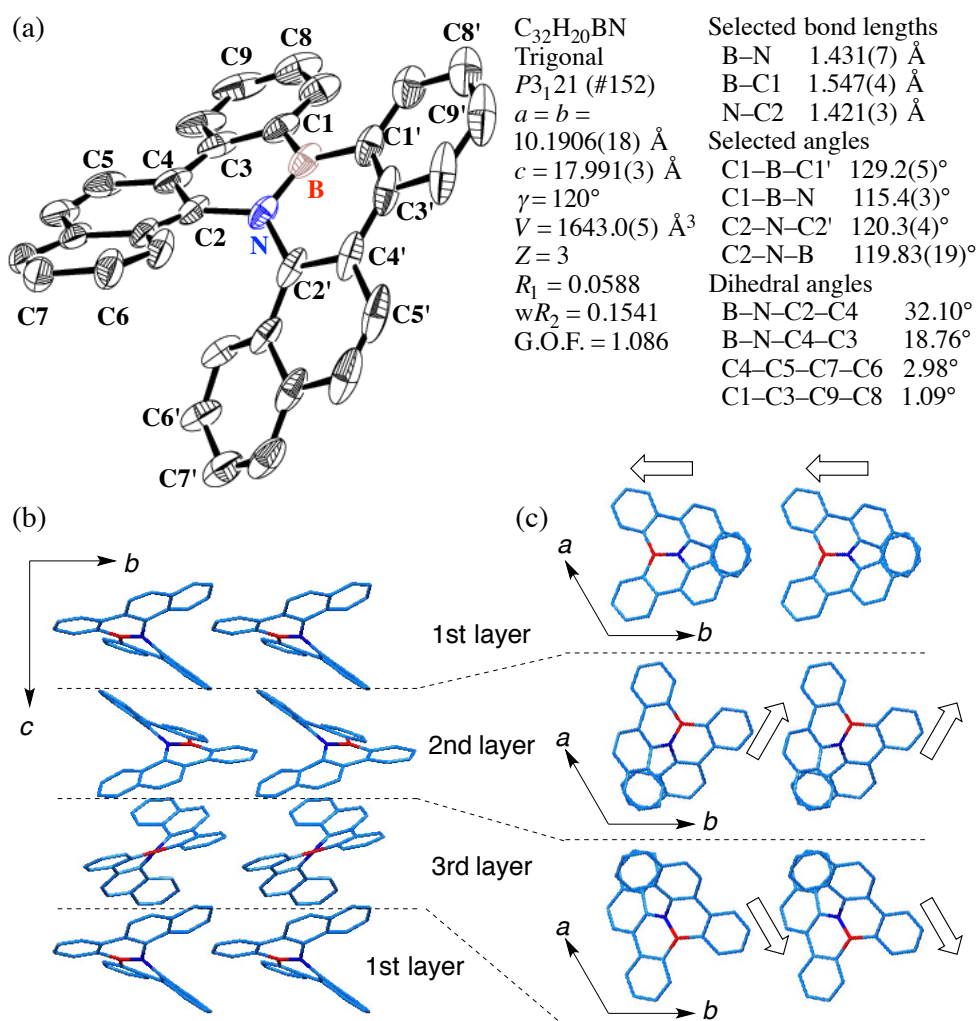 (a)
C8
C9
C1
C3
C5
C4
C2
B
N
C7
C6
C8'
C9'
C1'
C3'
C4'
C2'
C5'
C6'
C7'
C32H20BN
Trigonal
P3₁21 (#152)
a = b =
10.1906(18) Å
c = 17.991(3) Å
γ = 120°
V = 1643.0(5) Å³
Z = 3
R₁ = 0.0588
wR₂ = 0.1541
G.O.F. = 1.086
Selected bond lengths
B–N 1.431(7) Å
B–C1 1.547(4) Å
N–C2 1.421(3) Å
Selected angles
C1–B–C1' 129.2(5)°
C1–B–N 115.4(3)°
C2–N–C2' 120.3(4)°
C2–N–B 119.83(19)°
Dihedral angles
B–N–C2–C4 32.10°
B–N–C4–C3 18.76°
C4–C5–C7–C6 2.98°
C1–C3–C9–C8 1.09°
(b)
b
c
1st layer
2nd layer
3rd layer
1st layer
(c)
a
b
a
b
a
b